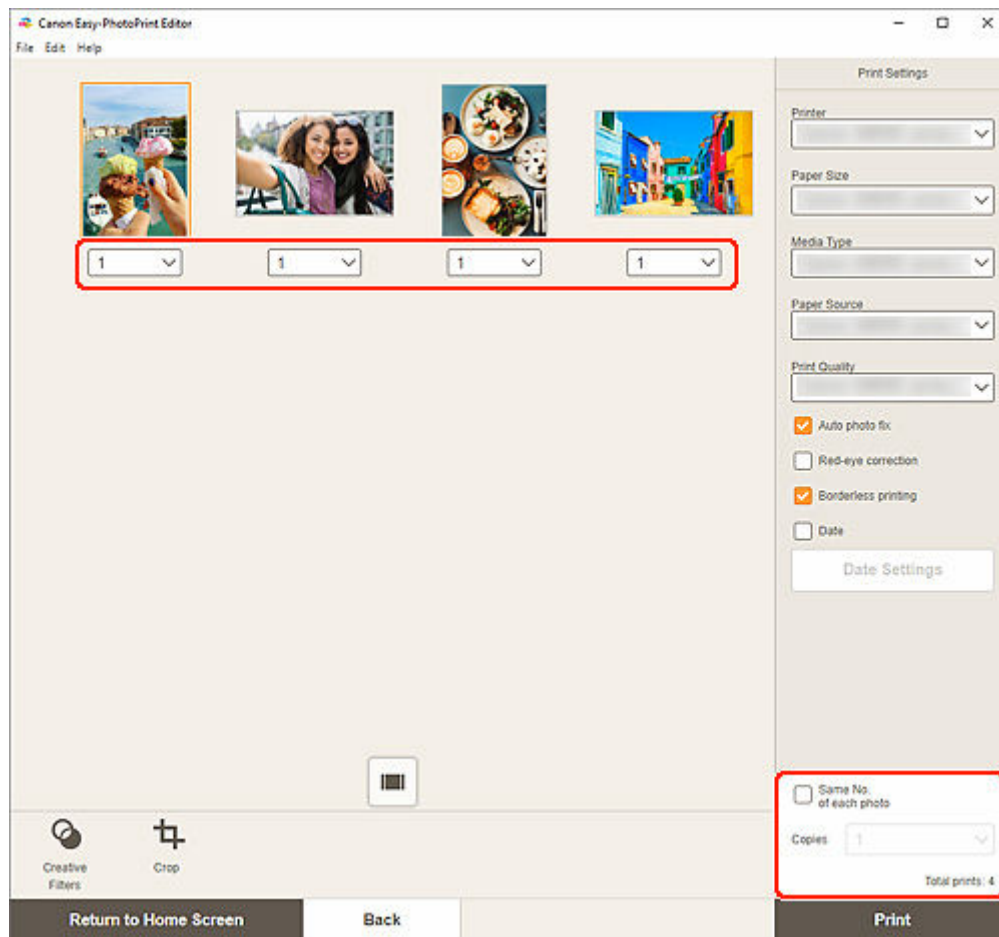 Canon Easy-PhotoPrint Editor
File Edit Help
1 1 1 1
Print Settings
Printer
Paper Size
Media Type
Paper Source
Print Quality
Auto photo fix
Red-eye correction
Borderless printing
Date
Date Settings
Same No.
of each photo
Copies 1
Total prints: 4
Creative
Filters
Crop
Return to Home Screen Back Print